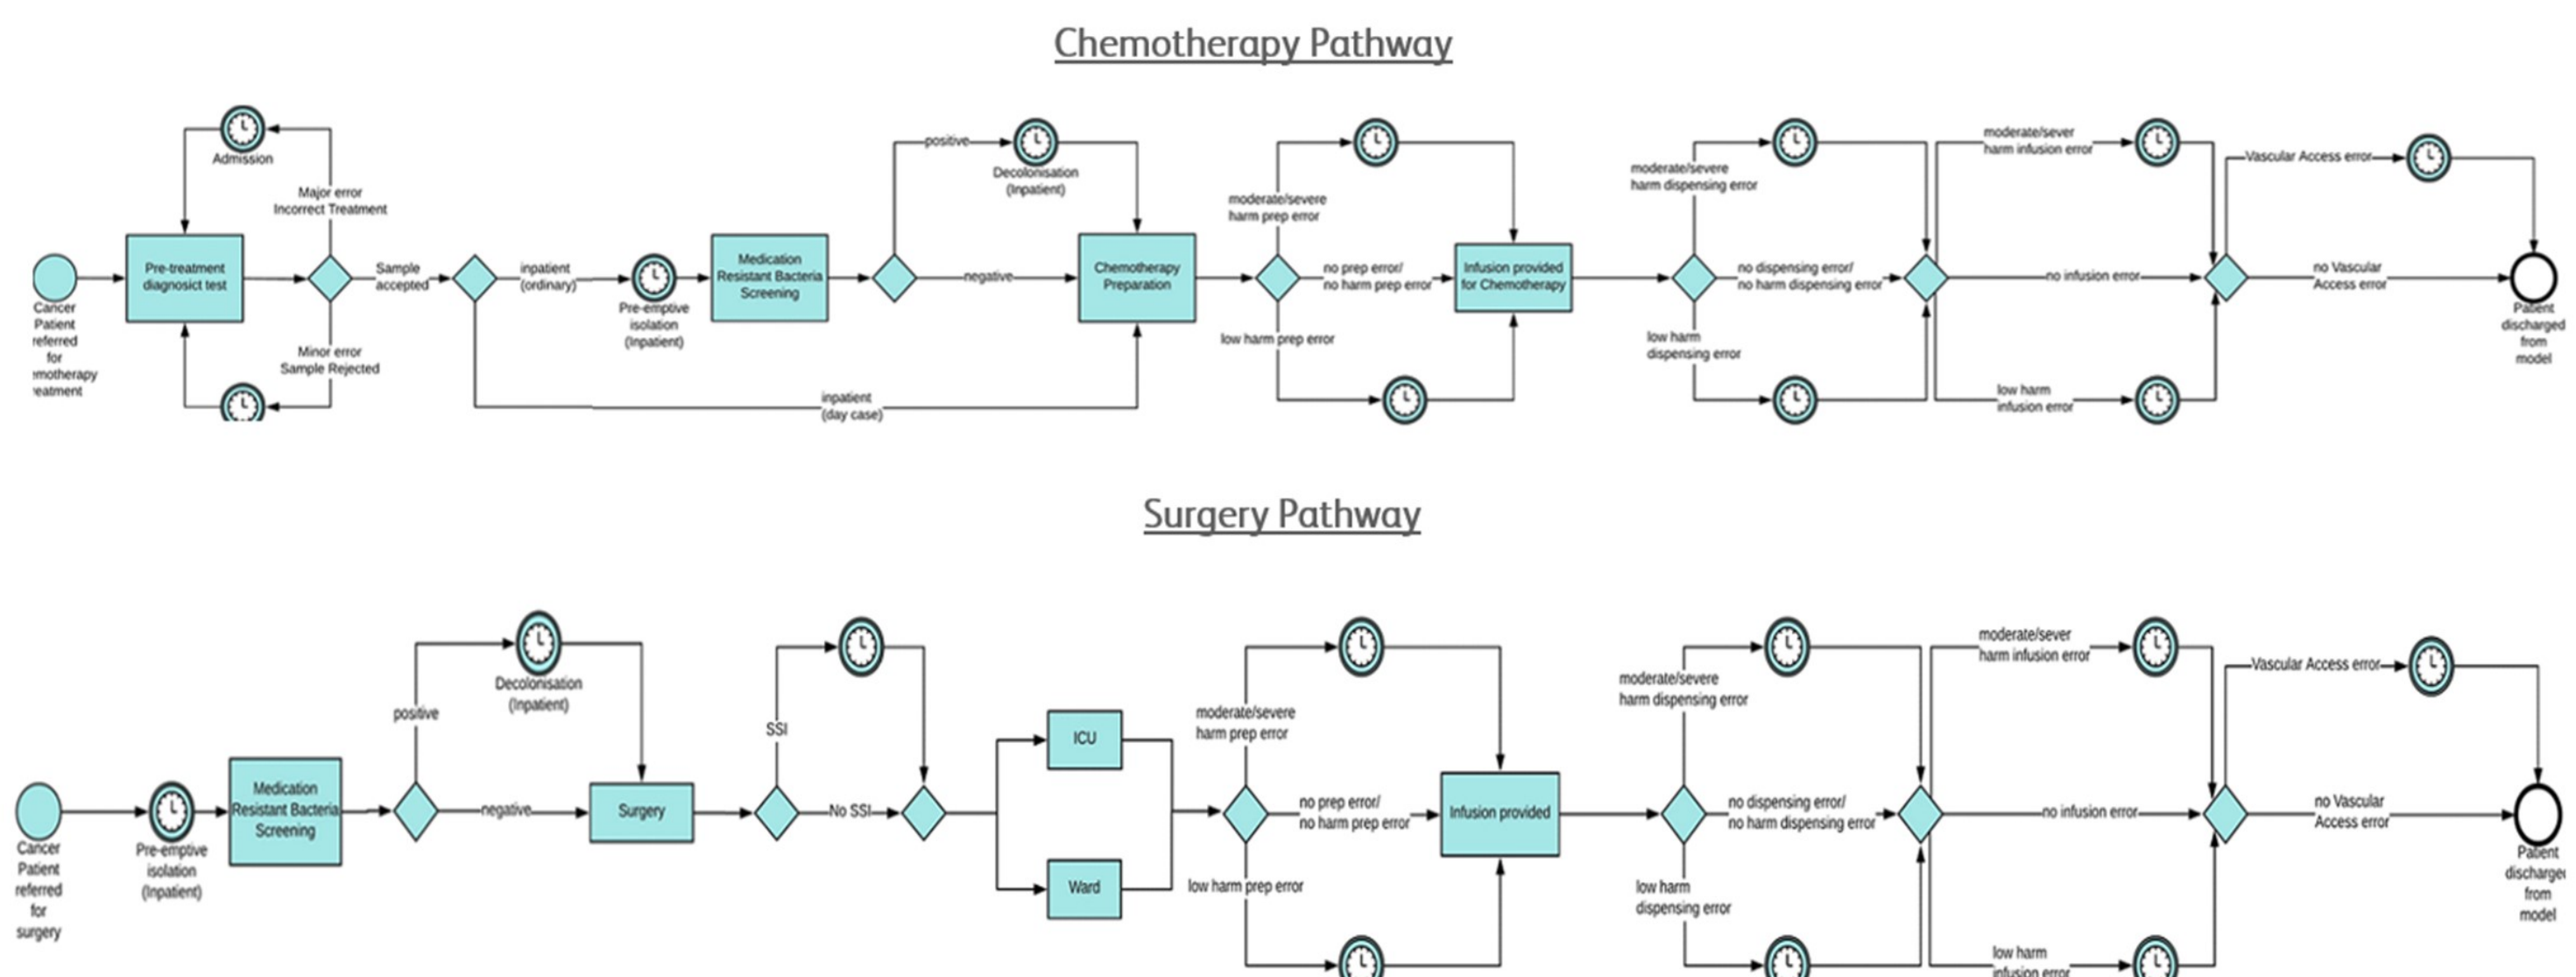 Chemotherapy Pathway
Admission
Major error
Incorrect Treatment
Pre-treatment
diagnosict test
Cancer
Patient
referred
for
emotherapy
reatment
Sample
accepted
Minor error
Sample Rejected
inpatient
(ordinary)
inpatient
(day case)
Pre-emptive
isolation
(Inpatient)
Medication
Resistant Bacteria
Screening
positive
Decolonisation
(Inpatient)
negative
Chemotherapy
Preparation
moderate/severe
harm prep error
no prep error/
no harm prep error
low harm prep error
Infusion provided
for Chemotherapy
moderate/severe
harm dispensing error
no dispensing error/
no harm dispensing error
low harm
dispensing error
moderate/sever
harm infusion error
no infusion error
low harm
infusion error
Vascular Access error
no Vascular
Access error
Patient
discharged
from
model
Surgery Pathway
Cancer
Patient
referred
for
surgery
Pre-emptive
isolation
(Inpatient)
Medication
Resistant Bacteria
Screening
positive
Decolonisation
(Inpatient)
negative
Surgery
SSI
No SSI
ICU
Ward
moderate/severe
harm prep error
no prep error/
no harm prep error
low harm prep error
Infusion provided
moderate/severe
harm dispensing error
no dispensing error/
no harm dispensing error
low harm
dispensing error
moderate/sever
harm infusion error
no infusion error
low harm
infusion error
Vascular Access error
no Vascular
Access error
Patient
discharge
from
model